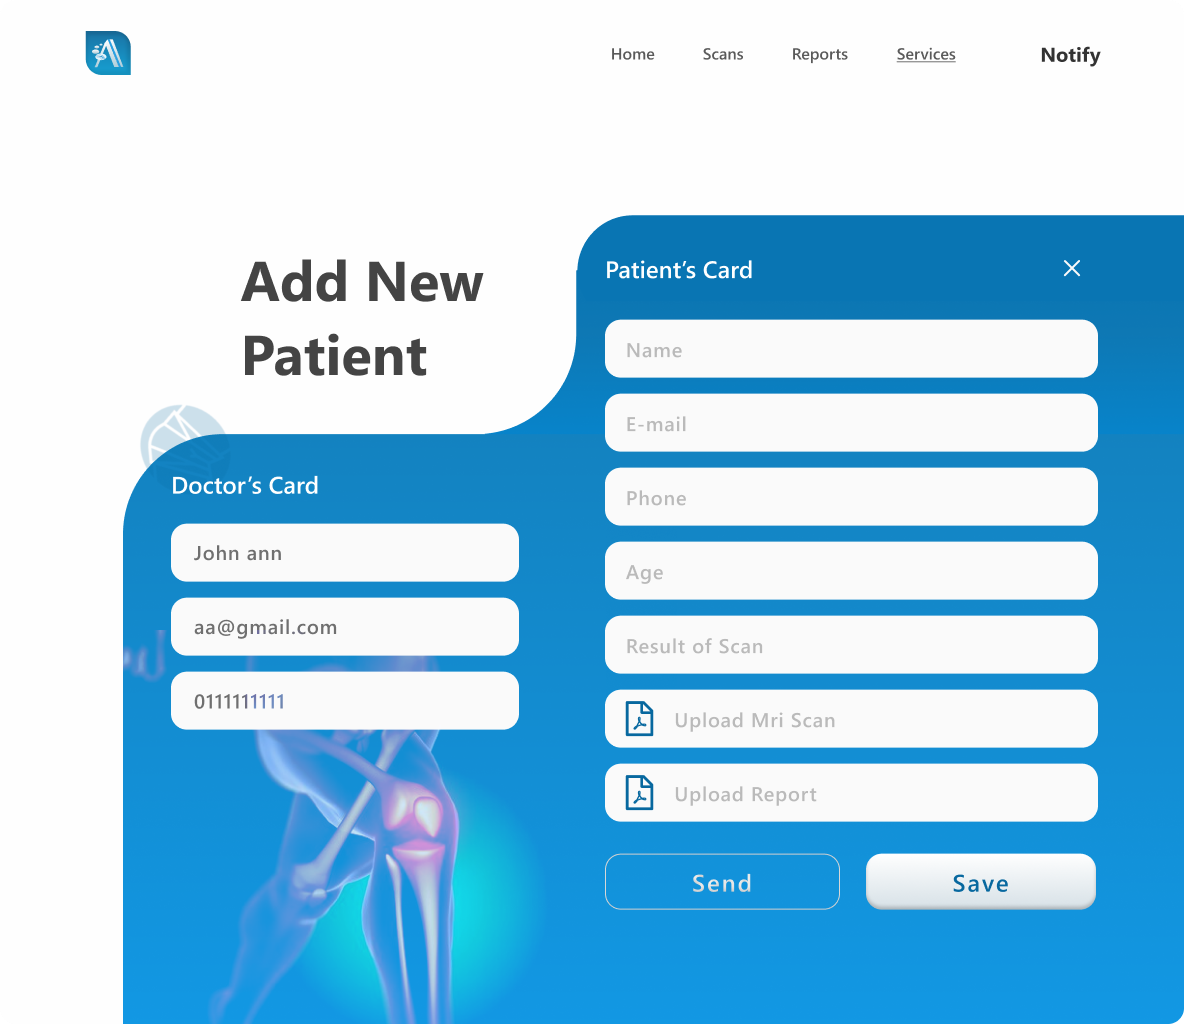 Home Scans Reports Services Notify
Add New
Patient
Doctor’s Card
John ann
aa@gmail.com
0111111111
Patient’s Card
Name
E-mail
Phone
Age
Result of Scan
Upload Mri Scan
Upload Report
Send Save